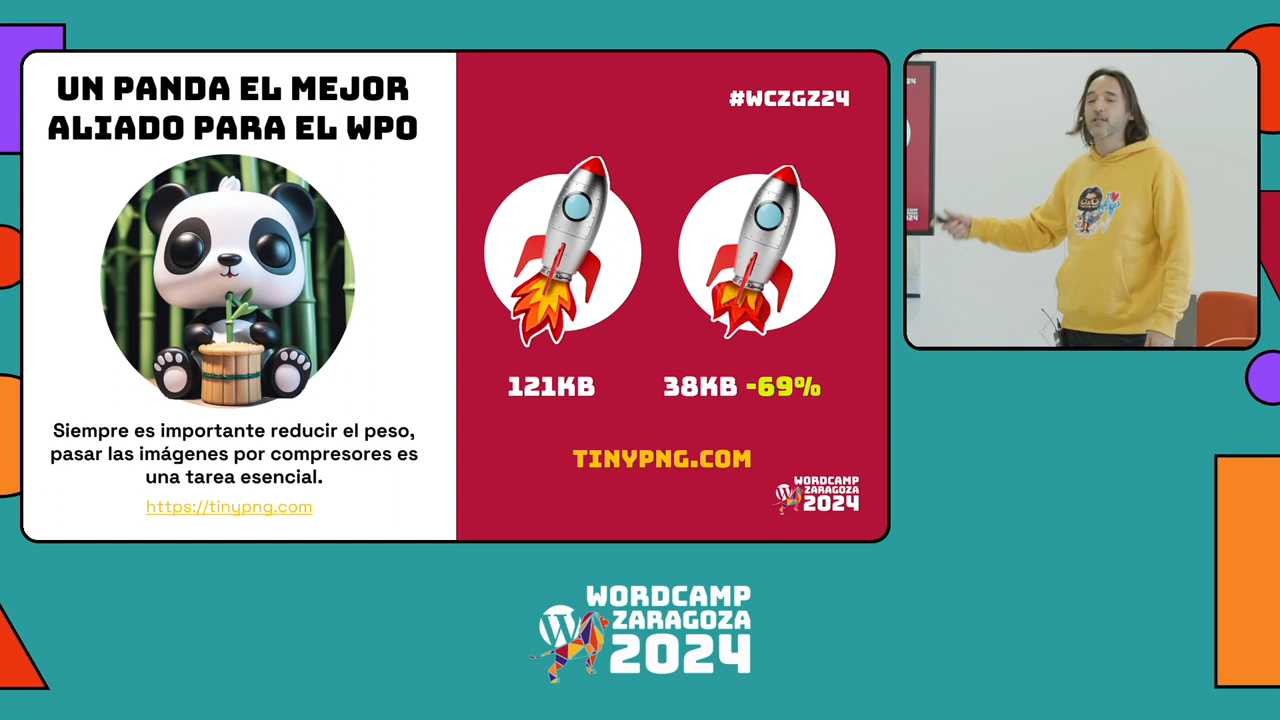 UN PANDA EL MEJOR
ALIADO PARA EL WPO
Siempre es importante reducir el peso,
pasar las imágenes por compresores es
una tarea esencial.
https://tinypng.com
#WCZGZ24
121KB
38KB -69%
TINYPNG.COM
WORDCAMP
ZARAGOZA
2024
WORDCAMP
ZARAGOZA
2024